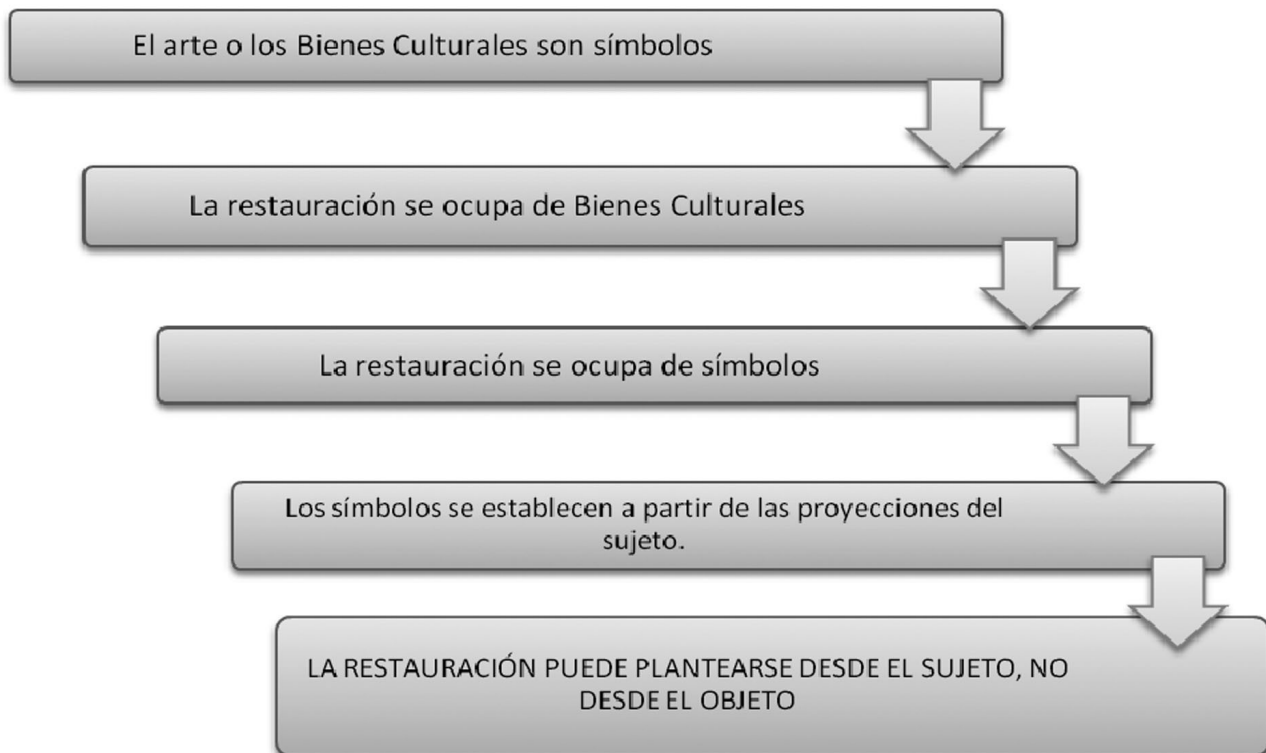 El arte o los Bienes Culturales son símbolos
La restauración se ocupa de Bienes Culturales
La restauración se ocupa de símbolos
Los símbolos se establecen a partir de las proyecciones del
sujeto.
LA RESTAURACIÓN PUEDE PLANTEARSE DESDE EL SUJETO, NO
DESDE EL OBJETO